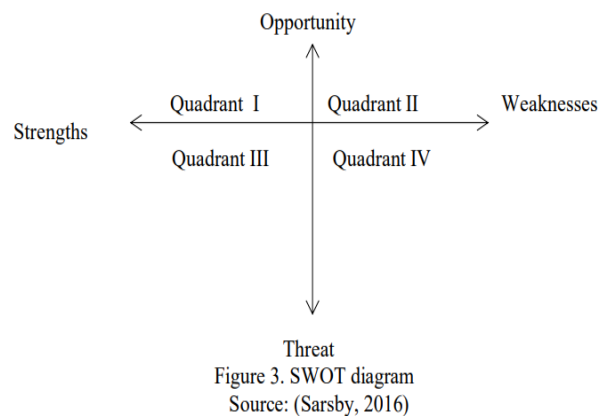 Opportunity
Quadrant I
Quadrant II
Weaknesses
Strengths
Quadrant III
Quadrant IV
Threat
Figure 3. SWOT diagram
Source: (Sarsby, 2016)